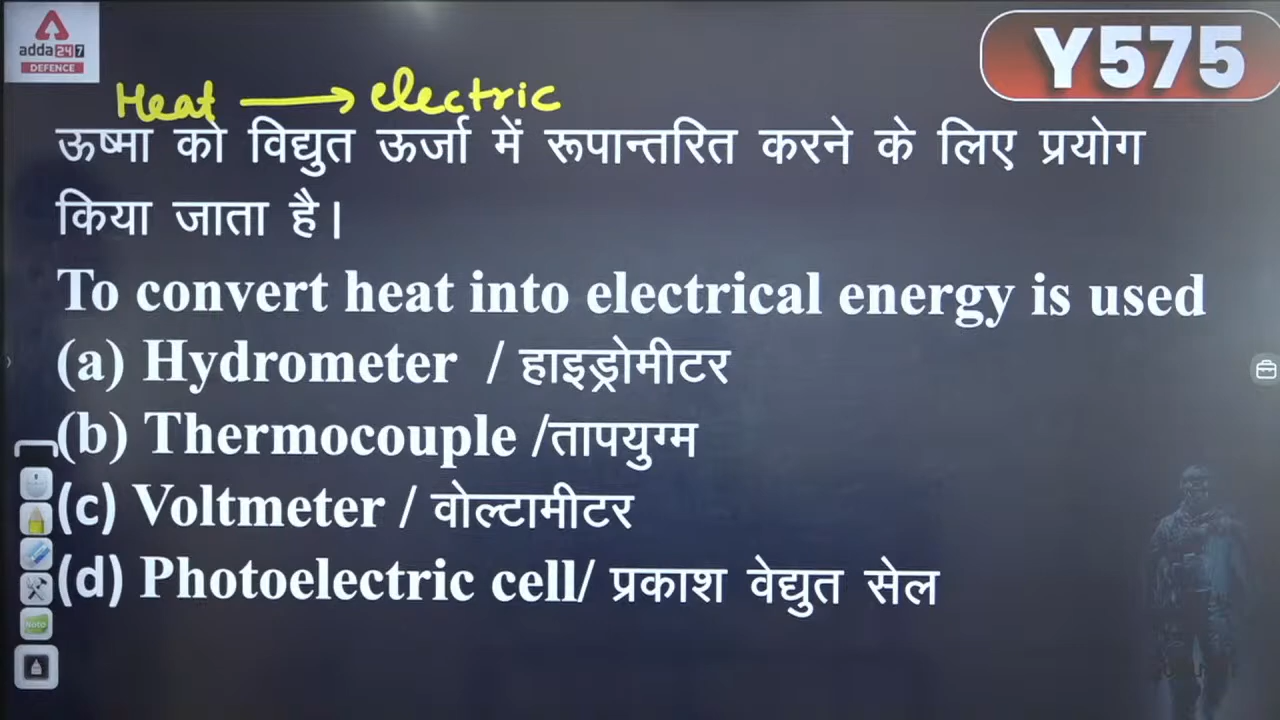 adda247
DEFENCE
Y575
Heat → electric
ऊष्मा को विद्युत ऊर्जा में रूपान्तरित करने के लिए प्रयोग
किया जाता है।
To convert heat into electrical energy is used
(a) Hydrometer / हाइड्रोमीटर
(b) Thermocouple /तापयुग्म
(c) Voltmeter / वोल्टामीटर
(d) Photoelectric cell/ प्रकाश वेद्युत सेल
Note